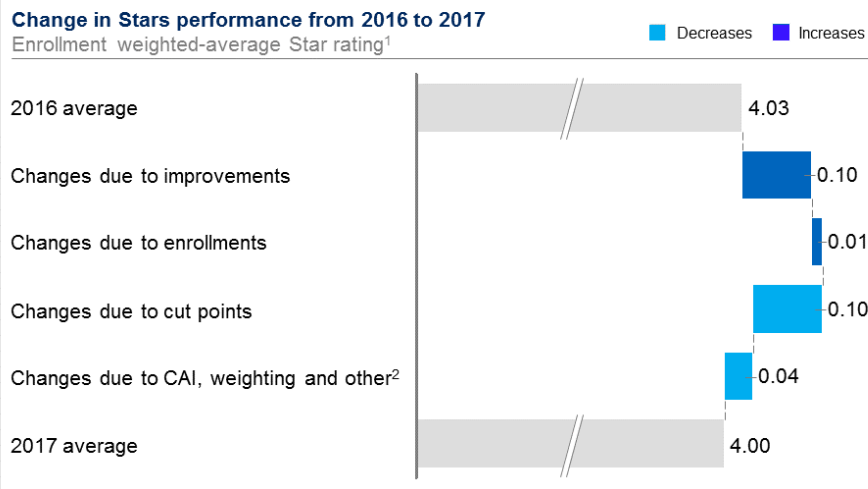 Change in Stars performance from 2016 to 2017
Enrollment weighted-average Star rating¹
Decreases Increases
2016 average 4.03
Changes due to improvements 0.10
Changes due to enrollments 0.01
Changes due to cut points 0.10
Changes due to CAI, weighting and other² 0.04
2017 average 4.00